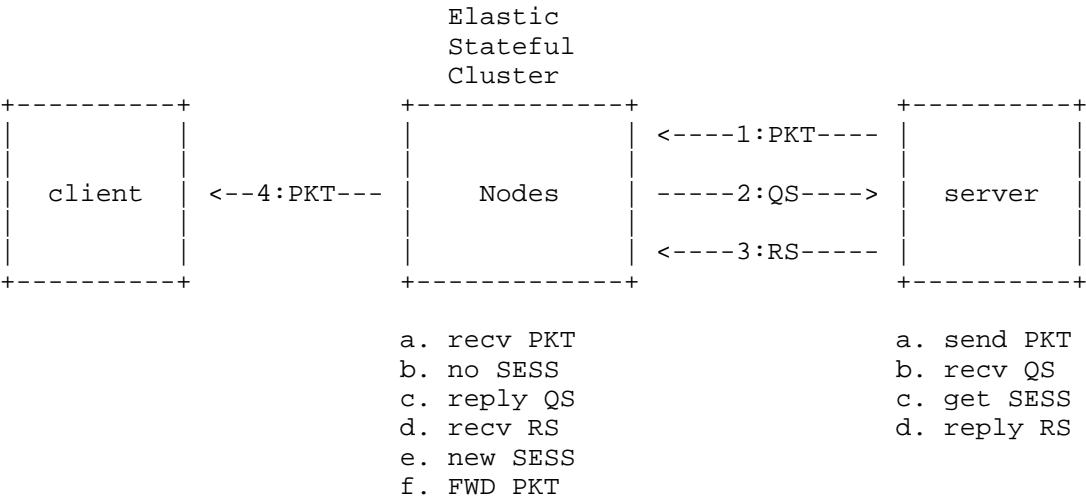 Elastic
Stateful
Cluster
<----1:PKT----
client <--4:PKT--- Nodes -----2:QS----> server
<----3:RS-----
a. recv PKT a. send PKT
b. no SESS b. recv QS
c. reply QS c. get SESS
d. recv RS d. reply RS
e. new SESS
f. FWD PKT